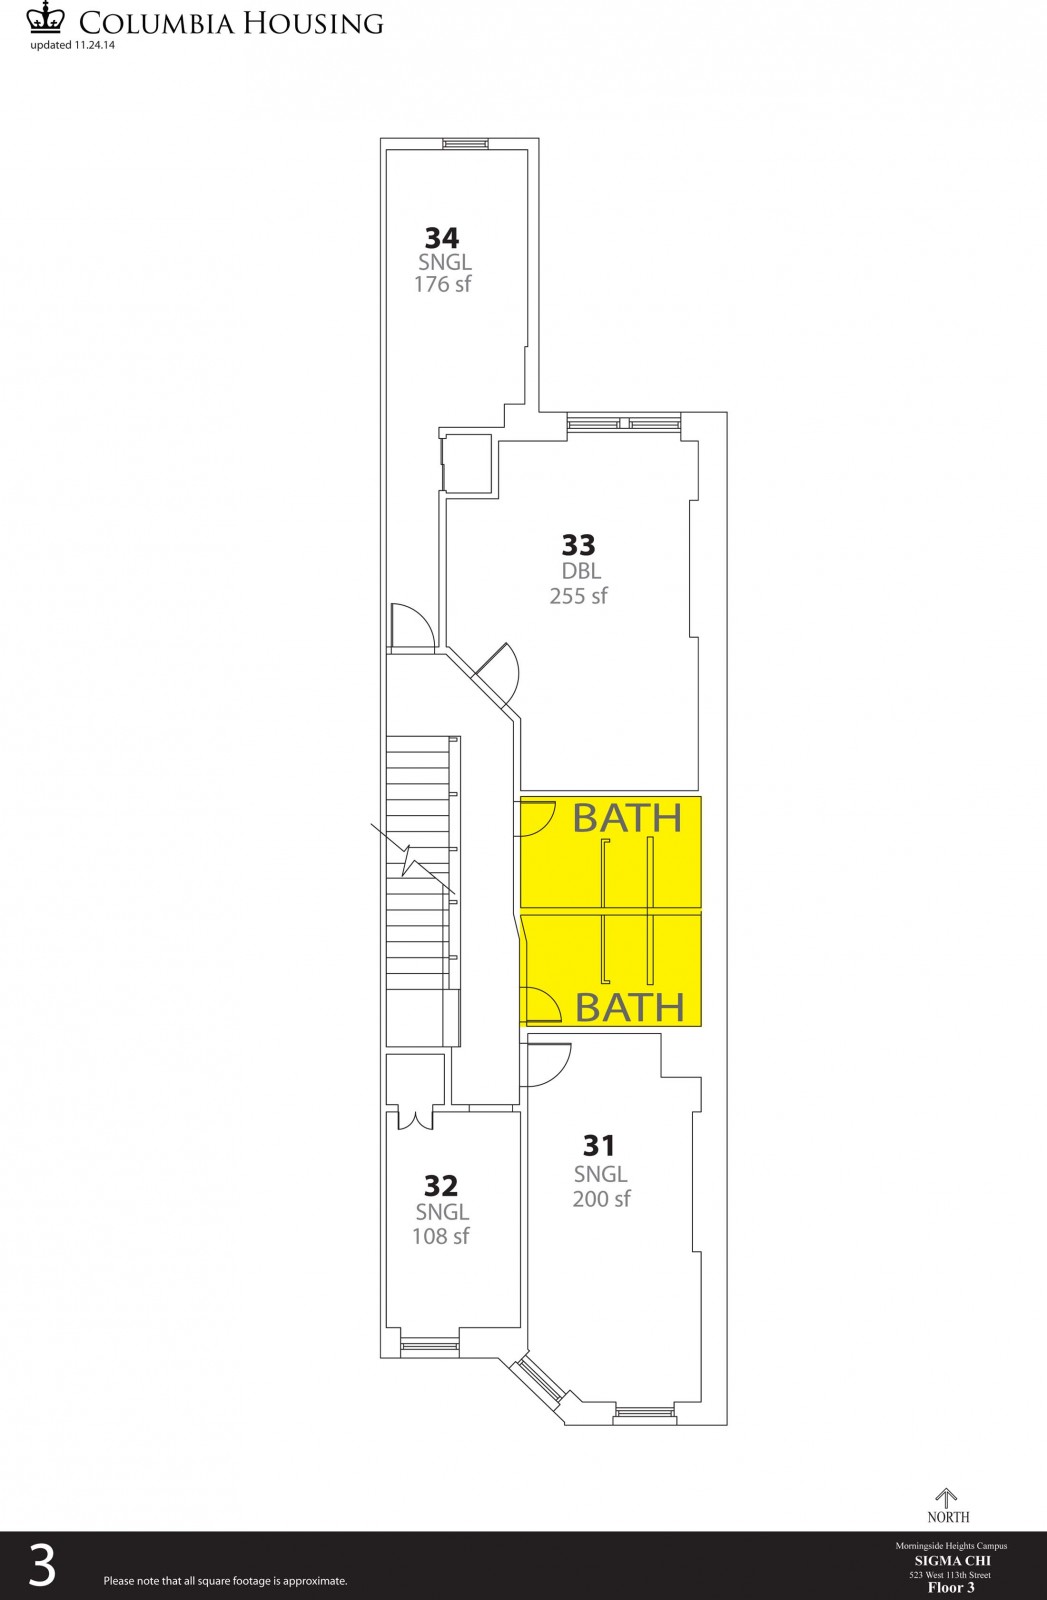 COLUMBIA HOUSING
updated 11.24.14
34
SNGL
176 sf
33
DBL
255 sf
BATH
BATH
31
SNGL
200 sf
32
SNGL
108 sf
NORTH
3
Please note that all square footage is approximate.
Morningside Heights Campus
SIGMA CHI
523 West 113th Street
Floor 3